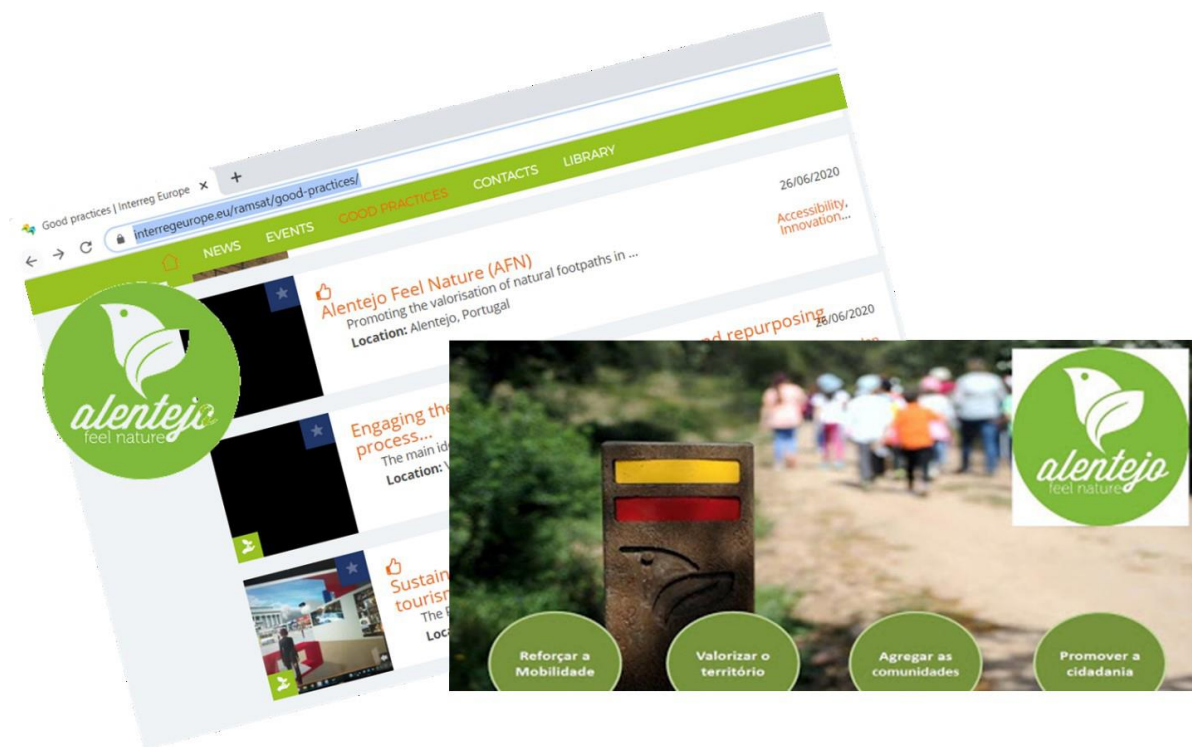 Good practices | Interreg Europe
interregeurope.eu/ramsat/good-practices/
NEWS EVENTS GOOD PRACTICES CONTACTS LIBRARY
26/06/2020
Alentejo Feel Nature (AFN)
Promoting the valorisation of natural footpaths in ...
Location: Alentejo, Portugal
Accessibility,
Innovation...
repurposing
26/06/2020
Engaging the
process...
The main
Location:
alentejo
feel nature
alentejo
feel nature
Reforçar a
Mobilidade
Valorizar o
território
Agregar as
comunidades
Promover a
cidadania
The